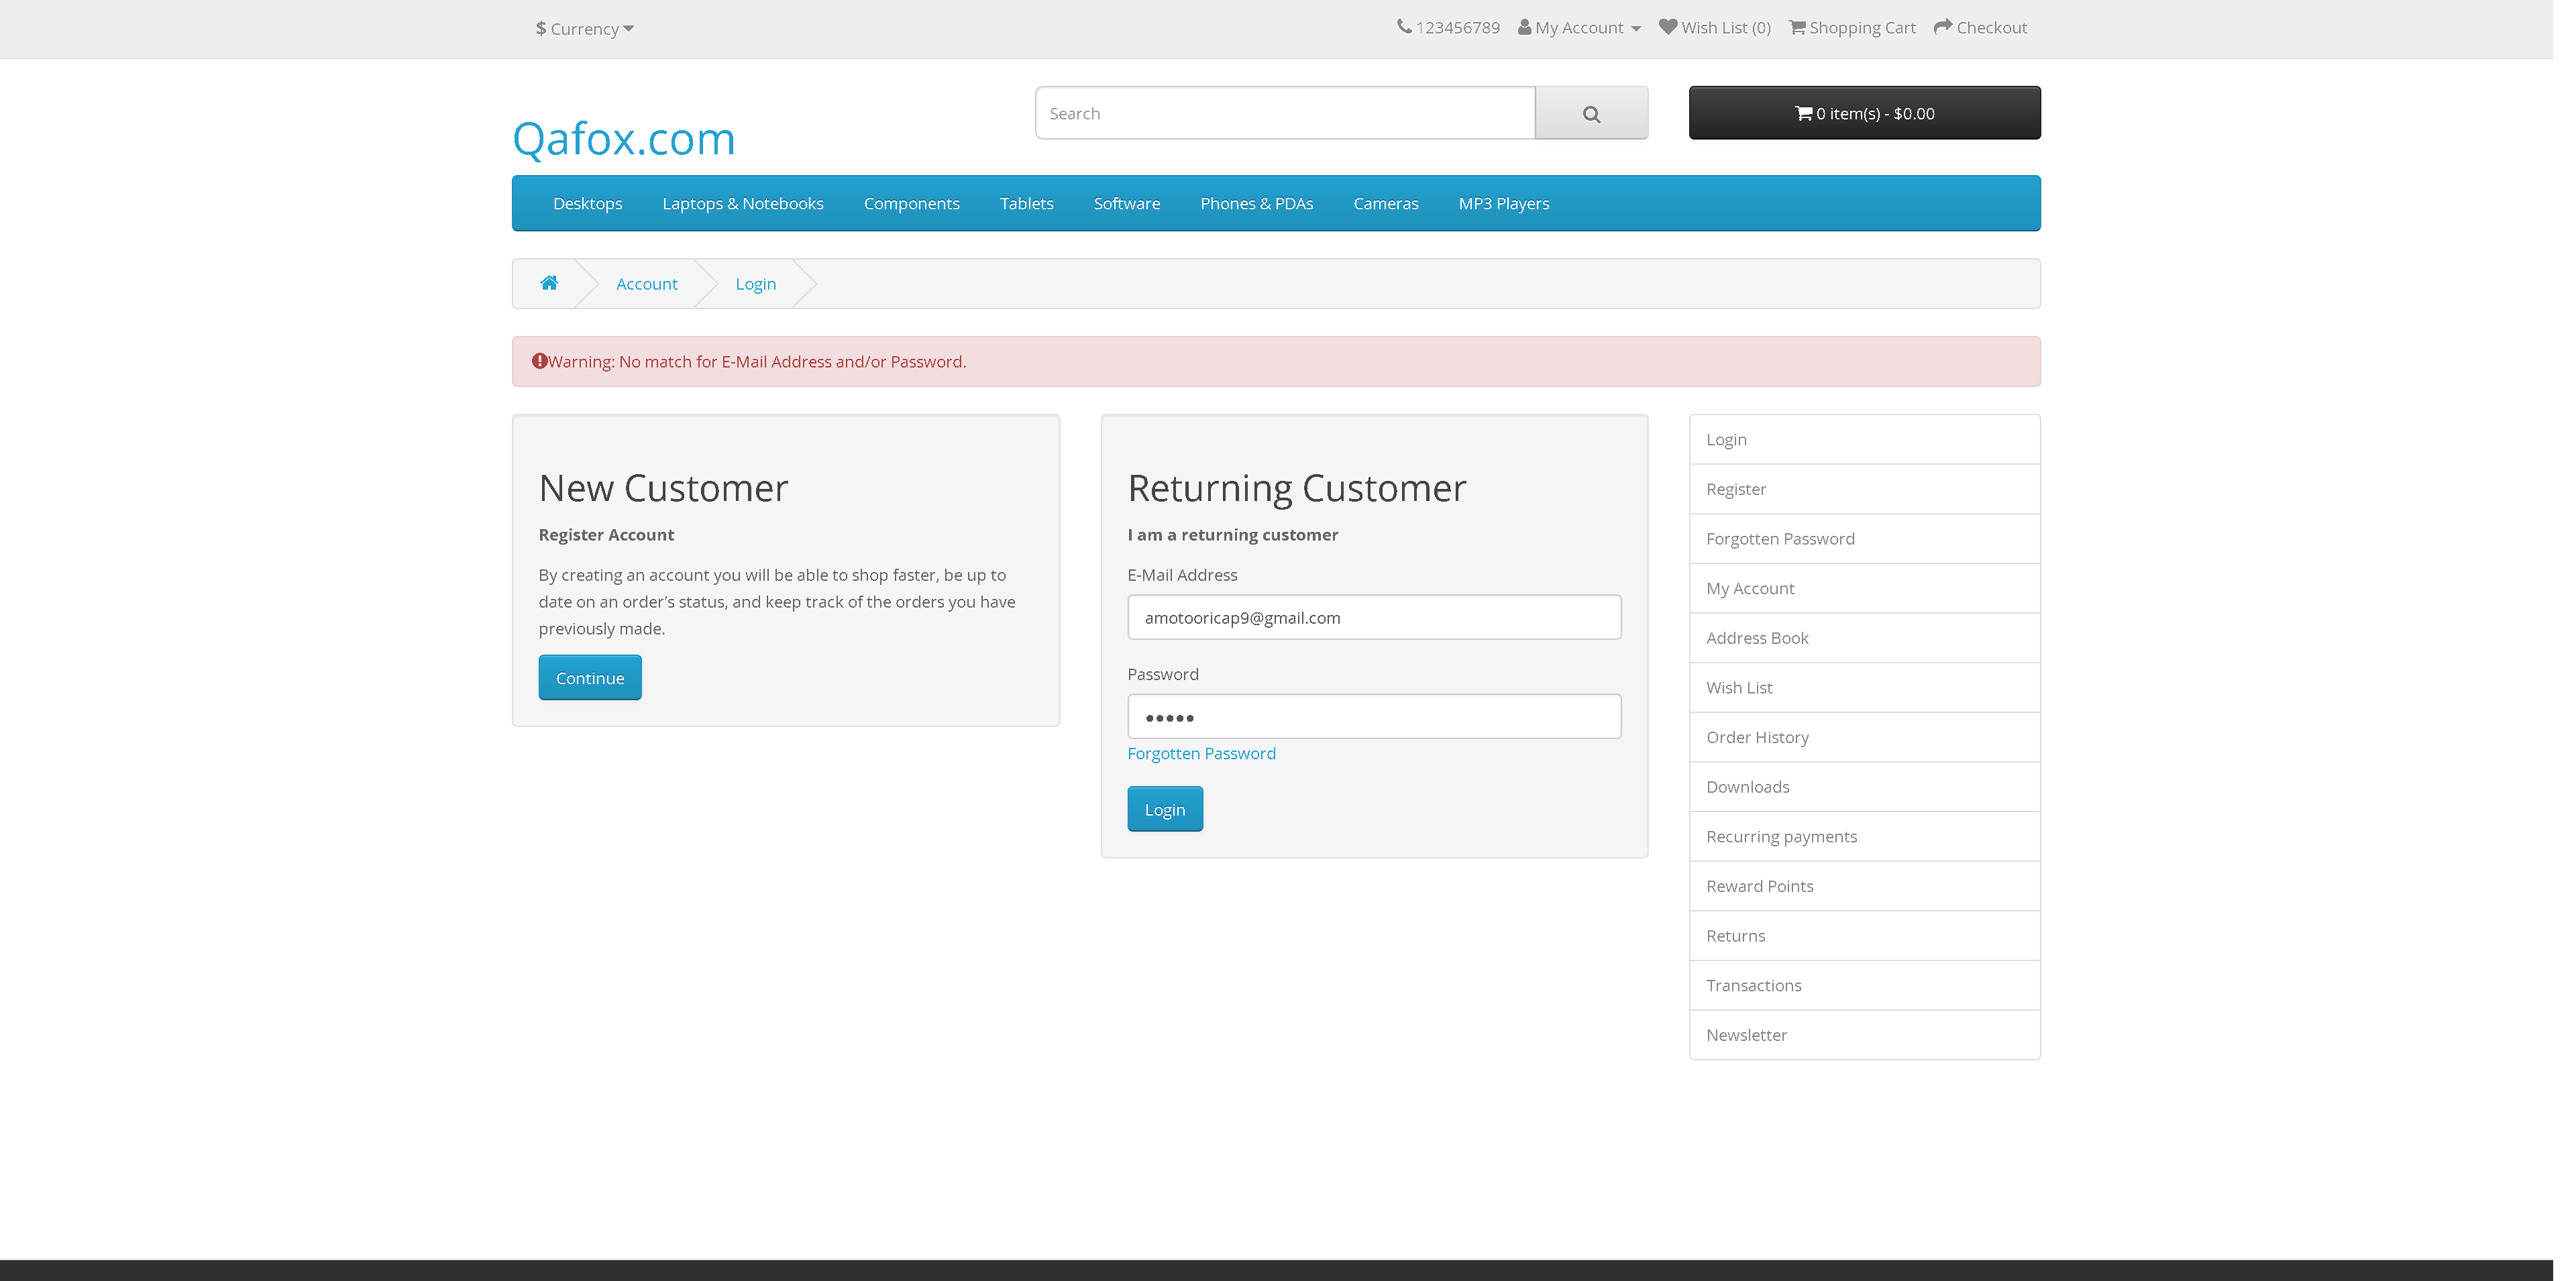 $ Currency
123456789 My Account Wish List (0) Shopping Cart Checkout
Qafox.com
Search
0 item(s) - $0.00
Desktops Laptops & Notebooks Components Tablets Software Phones & PDAs Cameras MP3 Players
Account Login
Warning: No match for E-Mail Address and/or Password.
New Customer
Register Account
By creating an account you will be able to shop faster, be up to
date on an order's status, and keep track of the orders you have
previously made.
Continue
Returning Customer
I am a returning customer
E-Mail Address
amotooricap9@gmail.com
Password
•••••
Forgotten Password
Login
Login
Register
Forgotten Password
My Account
Address Book
Wish List
Order History
Downloads
Recurring payments
Reward Points
Returns
Transactions
Newsletter